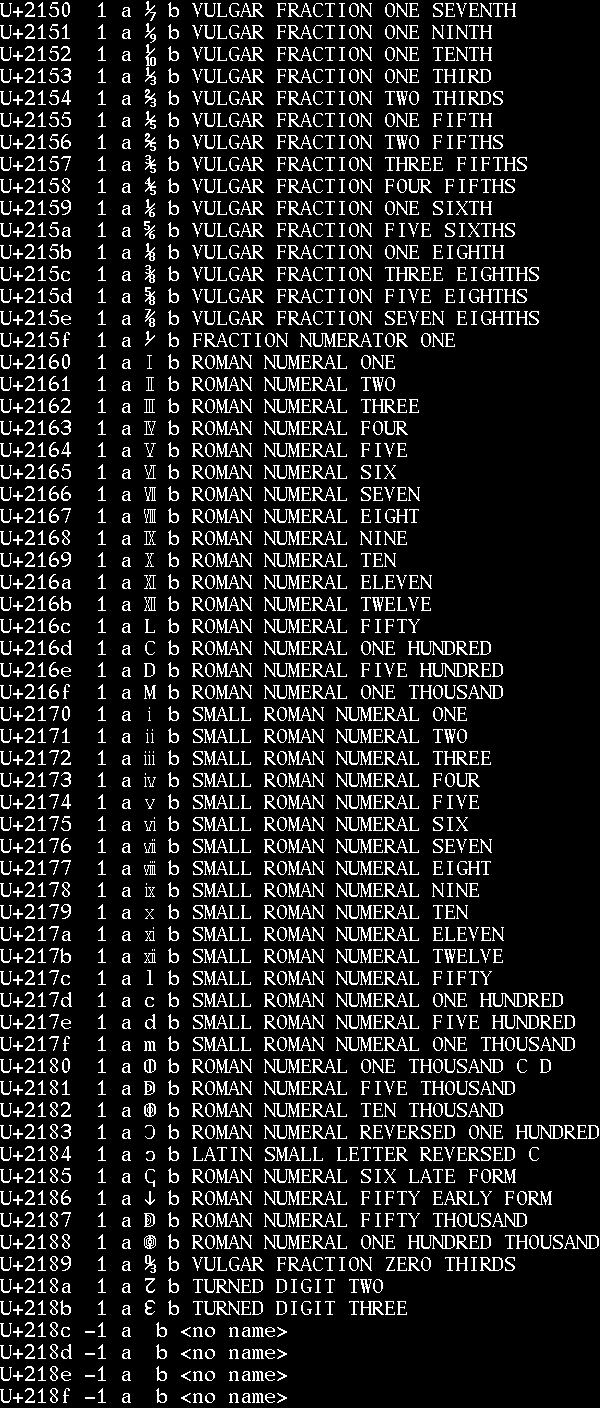 U+2150  1 a ⅐ b VULGAR FRACTION ONE SEVENTH
U+2151  1 a ⅑ b VULGAR FRACTION ONE NINTH
U+2152  1 a ⅒ b VULGAR FRACTION ONE TENTH
U+2153  1 a ⅓ b VULGAR FRACTION ONE THIRD
U+2154  1 a ⅔ b VULGAR FRACTION TWO THIRDS
U+2155  1 a ⅕ b VULGAR FRACTION ONE FIFTH
U+2156  1 a ⅖ b VULGAR FRACTION TWO FIFTHS
U+2157  1 a ⅗ b VULGAR FRACTION THREE FIFTHS
U+2158  1 a ⅘ b VULGAR FRACTION FOUR FIFTHS
U+2159  1 a ⅙ b VULGAR FRACTION ONE SIXTH
U+215a  1 a ⅚ b VULGAR FRACTION FIVE SIXTHS
U+215b  1 a ⅛ b VULGAR FRACTION ONE EIGHTH
U+215c  1 a ⅜ b VULGAR FRACTION THREE EIGHTHS
U+215d  1 a ⅝ b VULGAR FRACTION FIVE EIGHTHS
U+215e  1 a ⅞ b VULGAR FRACTION SEVEN EIGHTHS
U+215f  1 a ⅟ b FRACTION NUMERATOR ONE
U+2160  1 a Ⅰ b ROMAN NUMERAL ONE
U+2161  1 a Ⅱ b ROMAN NUMERAL TWO
U+2162  1 a Ⅲ b ROMAN NUMERAL THREE
U+2163  1 a Ⅳ b ROMAN NUMERAL FOUR
U+2164  1 a Ⅴ b ROMAN NUMERAL FIVE
U+2165  1 a Ⅵ b ROMAN NUMERAL SIX
U+2166  1 a Ⅶ b ROMAN NUMERAL SEVEN
U+2167  1 a Ⅷ b ROMAN NUMERAL EIGHT
U+2168  1 a Ⅸ b ROMAN NUMERAL NINE
U+2169  1 a Ⅹ b ROMAN NUMERAL TEN
U+216a  1 a Ⅺ b ROMAN NUMERAL ELEVEN
U+216b  1 a Ⅻ b ROMAN NUMERAL TWELVE
U+216c  1 a Ⅼ b ROMAN NUMERAL FIFTY
U+216d  1 a Ⅽ b ROMAN NUMERAL ONE HUNDRED
U+216e  1 a Ⅾ b ROMAN NUMERAL FIVE HUNDRED
U+216f  1 a Ⅿ b ROMAN NUMERAL ONE THOUSAND
U+2170  1 a ⅰ b SMALL ROMAN NUMERAL ONE
U+2171  1 a ⅱ b SMALL ROMAN NUMERAL TWO
U+2172  1 a ⅲ b SMALL ROMAN NUMERAL THREE
U+2173  1 a ⅳ b SMALL ROMAN NUMERAL FOUR
U+2174  1 a ⅴ b SMALL ROMAN NUMERAL FIVE
U+2175  1 a ⅵ b SMALL ROMAN NUMERAL SIX
U+2176  1 a ⅶ b SMALL ROMAN NUMERAL SEVEN
U+2177  1 a ⅷ b SMALL ROMAN NUMERAL EIGHT
U+2178  1 a ⅸ b SMALL ROMAN NUMERAL NINE
U+2179  1 a ⅹ b SMALL ROMAN NUMERAL TEN
U+217a  1 a ⅺ b SMALL ROMAN NUMERAL ELEVEN
U+217b  1 a ⅻ b SMALL ROMAN NUMERAL TWELVE
U+217c  1 a ⅼ b SMALL ROMAN NUMERAL FIFTY
U+217d  1 a ⅽ b SMALL ROMAN NUMERAL ONE HUNDRED
U+217e  1 a ⅾ b SMALL ROMAN NUMERAL FIVE HUNDRED
U+217f  1 a ⅿ b SMALL ROMAN NUMERAL ONE THOUSAND
U+2180  1 a ↀ b ROMAN NUMERAL ONE THOUSAND C D
U+2181  1 a ↁ b ROMAN NUMERAL FIVE THOUSAND
U+2182  1 a ↂ b ROMAN NUMERAL TEN THOUSAND
U+2183  1 a Ↄ b ROMAN NUMERAL REVERSED ONE HUNDRED
U+2184  1 a ↄ b LATIN SMALL LETTER REVERSED C
U+2185  1 a ↅ b ROMAN NUMERAL SIX LATE FORM
U+2186  1 a ↆ b ROMAN NUMERAL FIFTY EARLY FORM
U+2187  1 a ↇ b ROMAN NUMERAL FIFTY THOUSAND
U+2188  1 a ↈ b ROMAN NUMERAL ONE HUNDRED THOUSAND
U+2189  1 a ↉ b VULGAR FRACTION ZERO THIRDS
U+218a  1 a ↊ b TURNED DIGIT TWO
U+218b  1 a ↋ b TURNED DIGIT THREE
U+218c -1 a  b <no name>
U+218d -1 a  b <no name>
U+218e -1 a  b <no name>
U+218f -1 a  b <no name>